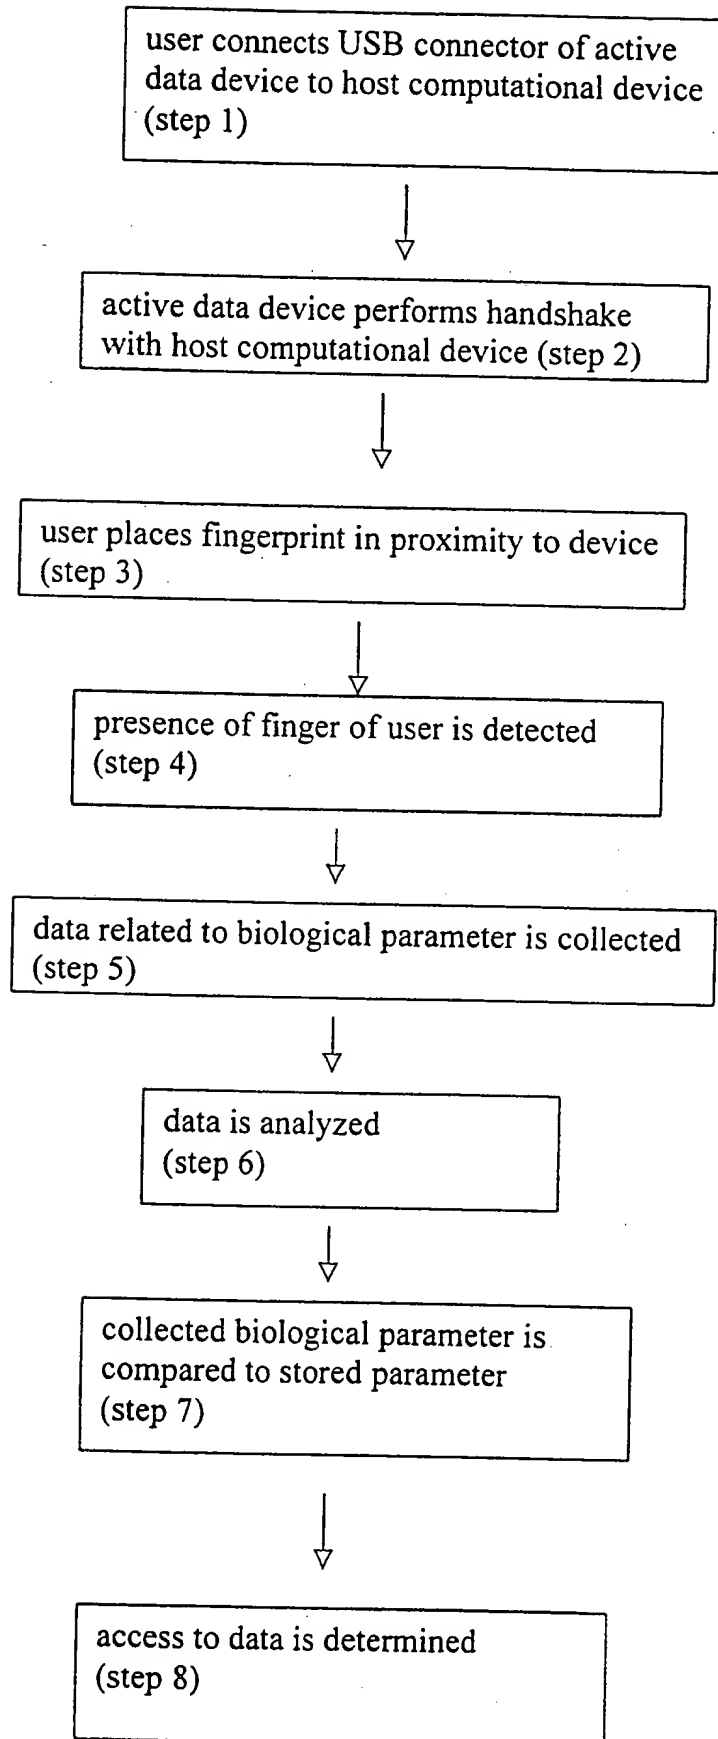 user connects USB connector of active
data device to host computational device
(step 1)
active data device performs handshake
with host computational device (step 2)
user places fingerprint in proximity to device
(step 3)
presence of finger of user is detected
(step 4)
data related to biological parameter is collected
(step 5)
data is analyzed
(step 6)
collected biological parameter is
compared to stored parameter
(step 7)
access to data is determined
(step 8)